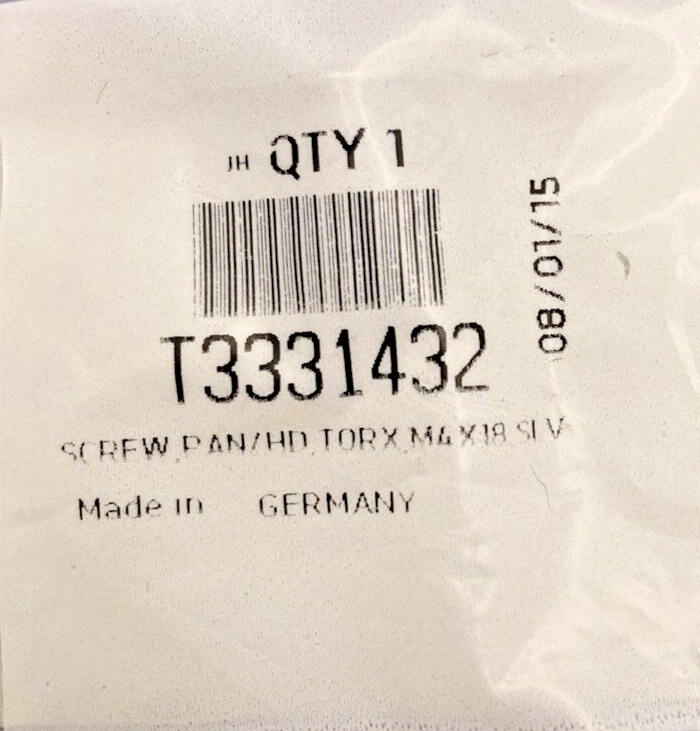 JH QTY 1
T3331432
SCREW,PAN/HD,TORX,M4X18,SLV
Made in GERMANY
08/01/15